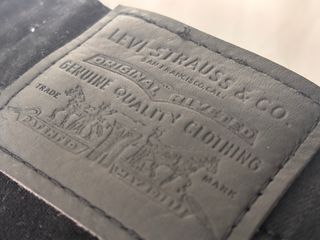 LEVI STRAUSS & CO.
SAN FRANCISCO, CAL.
ORIGINAL RIVETED
GENUINE QUALITY CLOTHING
TRADE MARK